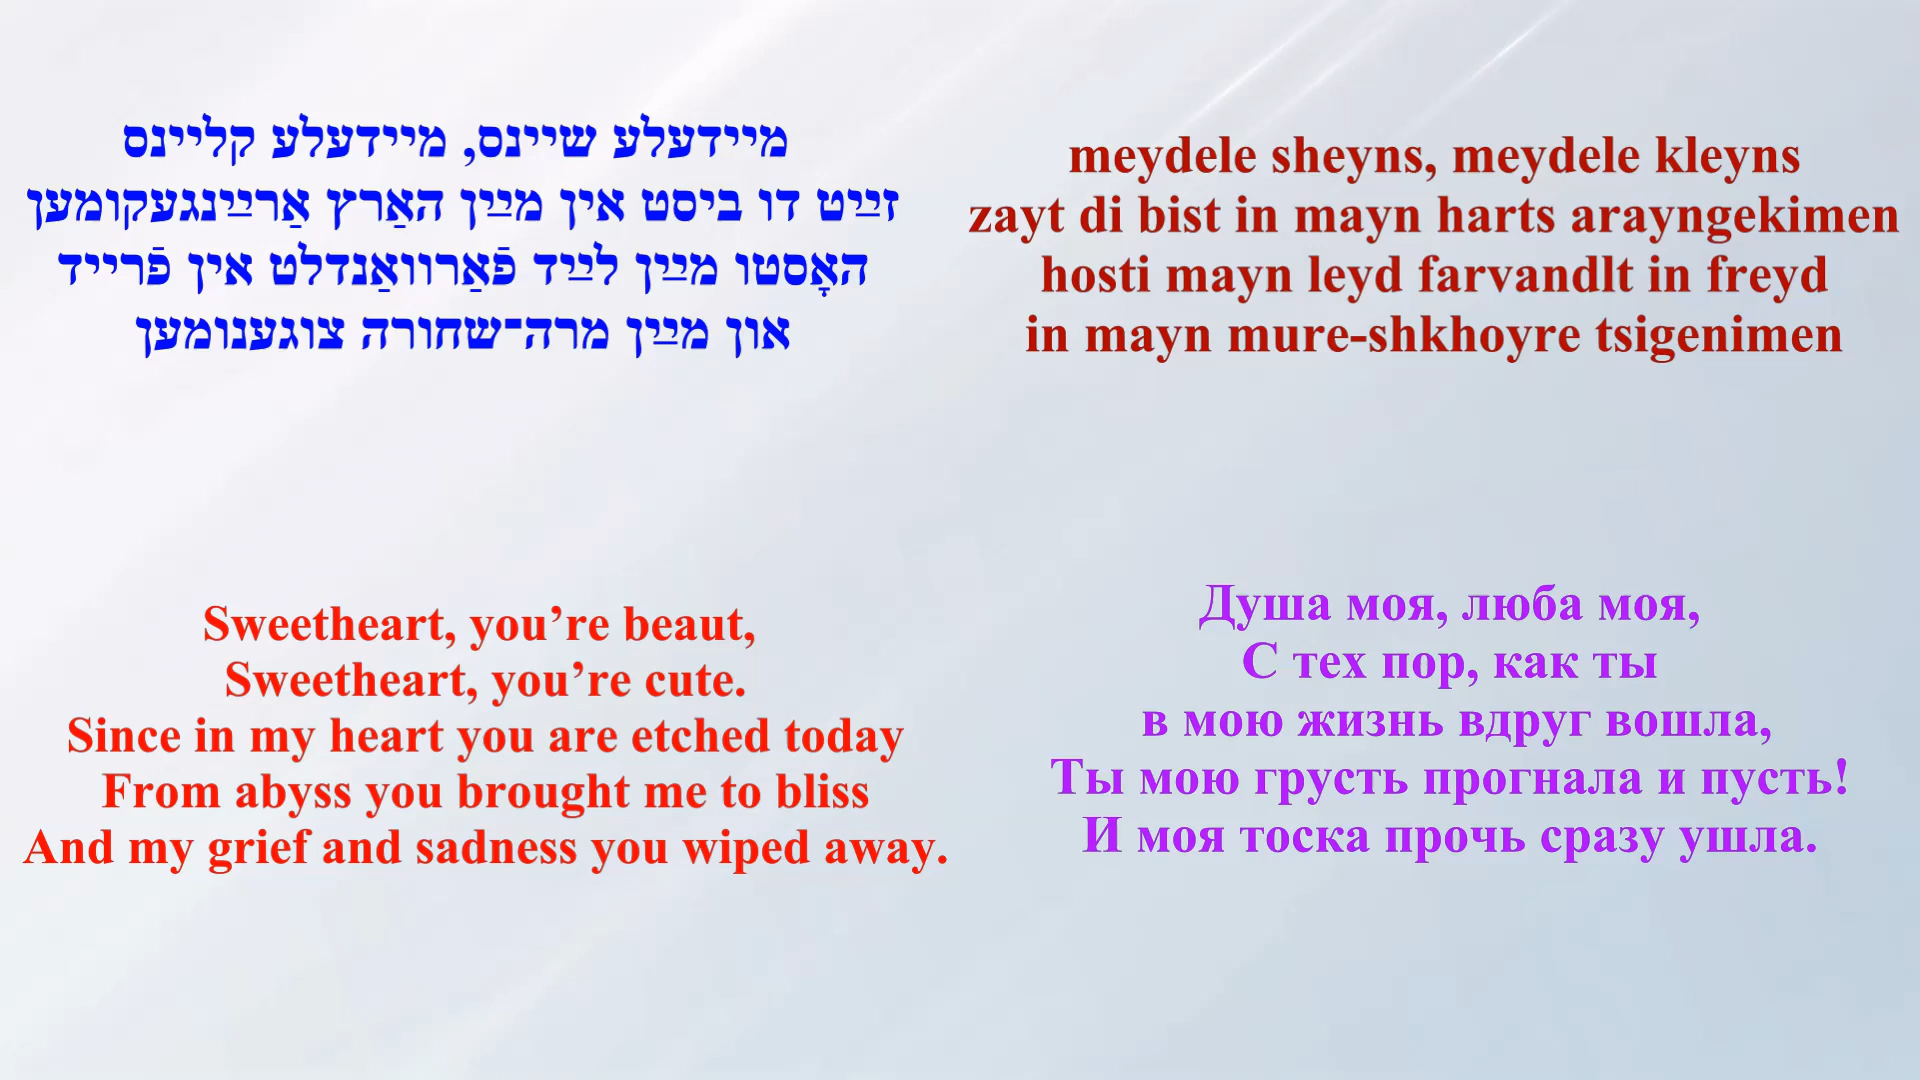 מיידעלע שיינס, מיידעלע קליינס
זײַט דו ביסט אין מײַן האַרץ אַרײַנגעקומען
האָסטו מײַן לײַד פֿאַרוואַנדלט אין פֿרייד
און מײַן מרה־שחורה צוגענומען
meydele sheyns, meydele kleyns
zayt di bist in mayn harts arayngekimen
hosti mayn leyd farvandlt in freyd
in mayn mure-shkhoyre tsigenimen
Sweetheart, you’re beaut,
Sweetheart, you’re cute.
Since in my heart you are etched today
From abyss you brought me to bliss
And my grief and sadness you wiped away.
Душа моя, люба моя,
С тех пор, как ты
в мою жизнь вдруг вошла,
Ты мою грусть прогнала и пусть!
И моя тоска прочь сразу ушла.